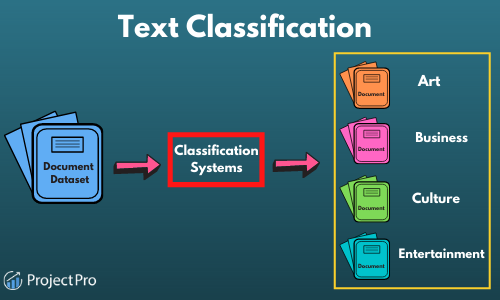 Text Classification
Document
Dataset
Classification
Systems
Document
Art
Document
Business
Document
Culture
Document
Entertainment
ProjectPro